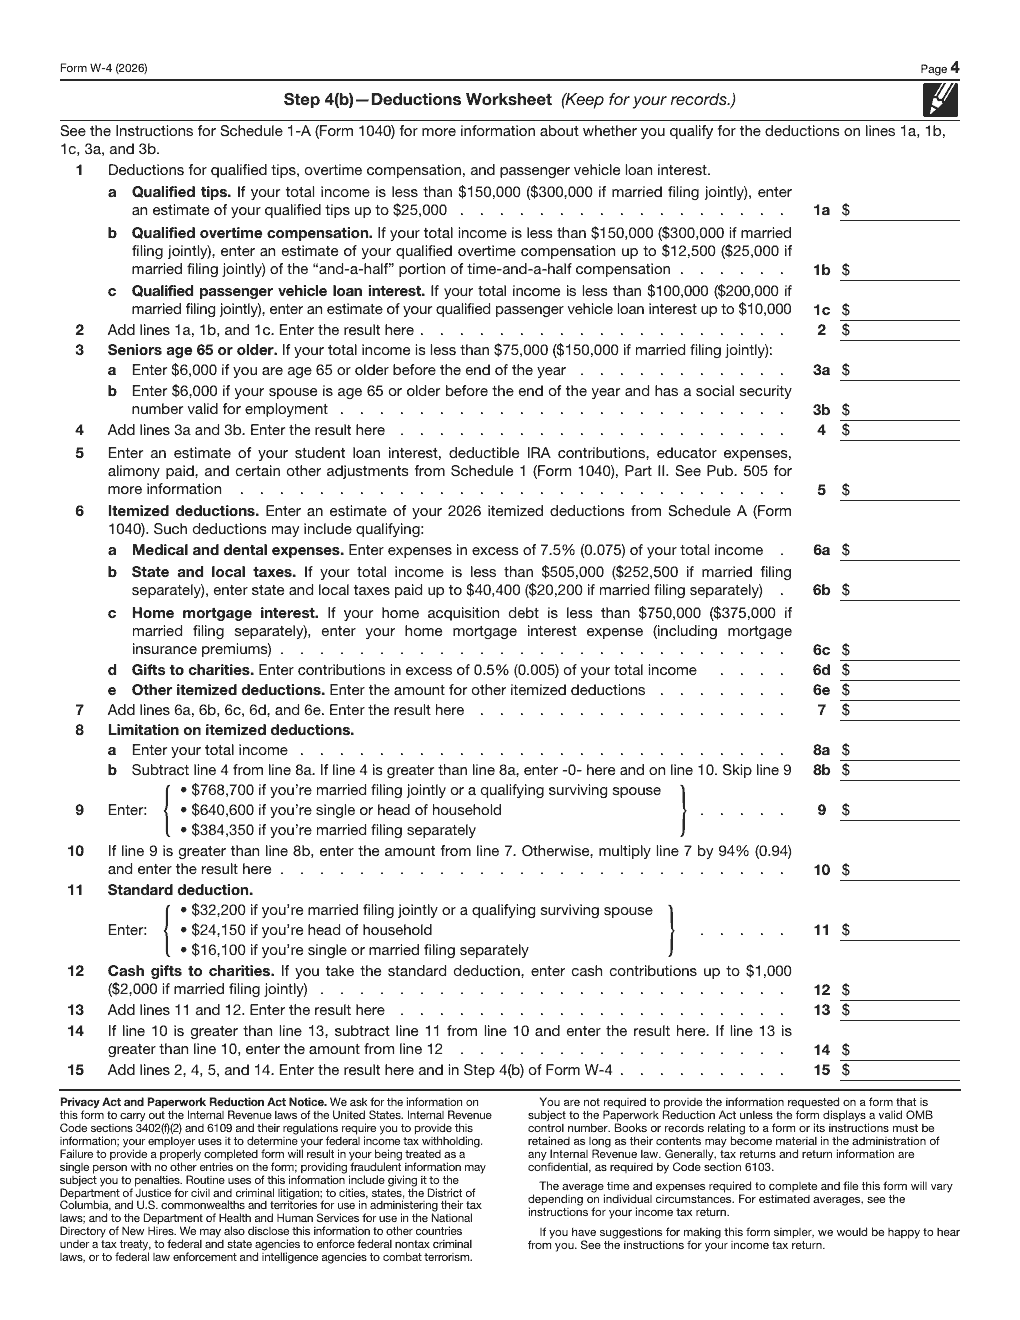 Form W-4 (2026)
Page 4
Step 4(b)—Deductions Worksheet (Keep for your records.)
See the Instructions for Schedule 1-A (Form 1040) for more information about whether you qualify for the deductions on lines 1a, 1b,
1c, 3a, and 3b.
1 Deductions for qualified tips, overtime compensation, and passenger vehicle loan interest.
a Qualified tips. If your total income is less than $150,000 ($300,000 if married filing jointly), enter
an estimate of your qualified tips up to $25,000 . . . . . . . . . . . . . . . . . 1a $
b Qualified overtime compensation. If your total income is less than $150,000 ($300,000 if married
filing jointly), enter an estimate of your qualified overtime compensation up to $12,500 ($25,000 if
married filing jointly) of the “and-a-half” portion of time-and-a-half compensation . . . . . . 1b $
c Qualified passenger vehicle loan interest. If your total income is less than $100,000 ($200,000 if
married filing jointly), enter an estimate of your qualified passenger vehicle loan interest up to $10,000 1c $
2 Add lines 1a, 1b, and 1c. Enter the result here . . . . . . . . . . . . . . . . . . . 2 $
3 Seniors age 65 or older. If your total income is less than $75,000 ($150,000 if married filing jointly):
a Enter $6,000 if you are age 65 or older before the end of the year . . . . . . . . . . . 3a $
b Enter $6,000 if your spouse is age 65 or older before the end of the year and has a social security
number valid for employment . . . . . . . . . . . . . . . . . . . . . . . 3b $
4 Add lines 3a and 3b. Enter the result here . . . . . . . . . . . . . . . . . . . . 4 $
5 Enter an estimate of your student loan interest, deductible IRA contributions, educator expenses,
alimony paid, and certain other adjustments from Schedule 1 (Form 1040), Part II. See Pub. 505 for
more information . . . . . . . . . . . . . . . . . . . . . . . . . . . . 5 $
6 Itemized deductions. Enter an estimate of your 2026 itemized deductions from Schedule A (Form
1040). Such deductions may include qualifying:
a Medical and dental expenses. Enter expenses in excess of 7.5% (0.075) of your total income . 6a $
b State and local taxes. If your total income is less than $505,000 ($252,500 if married filing
separately), enter state and local taxes paid up to $40,400 ($20,200 if married filing separately) . 6b $
c Home mortgage interest. If your home acquisition debt is less than $750,000 ($375,000 if
married filing separately), enter your home mortgage interest expense (including mortgage
insurance premiums) . . . . . . . . . . . . . . . . . . . . . . . . . . 6c $
d Gifts to charities. Enter contributions in excess of 0.5% (0.005) of your total income . . . . 6d $
e Other itemized deductions. Enter the amount for other itemized deductions . . . . . . . 6e $
7 Add lines 6a, 6b, 6c, 6d, and 6e. Enter the result here . . . . . . . . . . . . . . . . 7 $
8 Limitation on itemized deductions.
a Enter your total income . . . . . . . . . . . . . . . . . . . . . . . . . 8a $
b Subtract line 4 from line 8a. If line 4 is greater than line 8a, enter -0- here and on line 10. Skip line 9 8b $
• $768,700 if you’re married filing jointly or a qualifying surviving spouse
9 Enter: • $640,600 if you’re single or head of household . . . . . 9 $
• $384,350 if you’re married filing separately
10 If line 9 is greater than line 8b, enter the amount from line 7. Otherwise, multiply line 7 by 94% (0.94)
and enter the result here . . . . . . . . . . . . . . . . . . . . . . . . . . 10 $
11 Standard deduction.
• $32,200 if you’re married filing jointly or a qualifying surviving spouse
Enter: • $24,150 if you’re head of household . . . . . 11 $
• $16,100 if you’re single or married filing separately
12 Cash gifts to charities. If you take the standard deduction, enter cash contributions up to $1,000
($2,000 if married filing jointly) . . . . . . . . . . . . . . . . . . . . . . . . 12 $
13 Add lines 11 and 12. Enter the result here . . . . . . . . . . . . . . . . . . . . 13 $
14 If line 10 is greater than line 13, subtract line 11 from line 10 and enter the result here. If line 13 is
greater than line 10, enter the amount from line 12 . . . . . . . . . . . . . . . . . 14 $
15 Add lines 2, 4, 5, and 14. Enter the result here and in Step 4(b) of Form W-4 . . . . . . . . . 15 $
Privacy Act and Paperwork Reduction Act Notice. We ask for the information on
this form to carry out the Internal Revenue laws of the United States. Internal Revenue
Code sections 3402(f)(2) and 6109 and their regulations require you to provide this
information; your employer uses it to determine your federal income tax withholding.
Failure to provide a properly completed form will result in your being treated as a
single person with no other entries on the form; providing fraudulent information may
subject you to penalties. Routine uses of this information include giving it to the
Department of Justice for civil and criminal litigation; to cities, states, the District of
Columbia, and U.S. commonwealths and territories for use in administering their tax
laws; and to the Department of Health and Human Services for use in the National
Directory of New Hires. We may also disclose this information to other countries
under a tax treaty, to federal and state agencies to enforce federal nontax criminal
laws, or to federal law enforcement and intelligence agencies to combat terrorism.
You are not required to provide the information requested on a form that is
subject to the Paperwork Reduction Act unless the form displays a valid OMB
control number. Books or records relating to a form or its instructions must be
retained as long as their contents may become material in the administration of
any Internal Revenue law. Generally, tax returns and return information are
confidential, as required by Code section 6103.
The average time and expenses required to complete and file this form will vary
depending on individual circumstances. For estimated averages, see the
instructions for your income tax return.
If you have suggestions for making this form simpler, we would be happy to hear
from you. See the instructions for your income tax return.